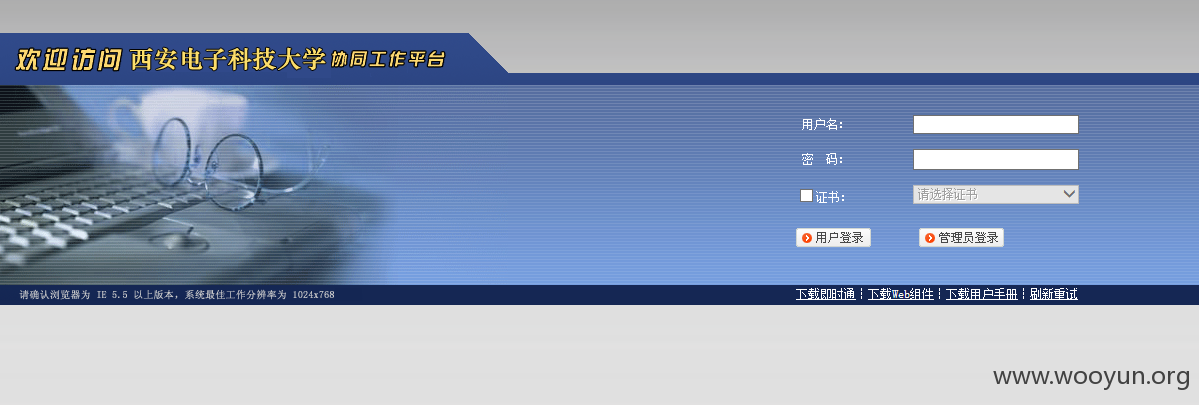 欢迎访问 西安电子科技大学 协同工作平台
用户名：
密 码：
证书： 请选择证书
用户登录 管理员登录
请确认浏览器为 IE 5.5 以上版本，系统最佳工作分辨率为 1024x768
下载即时通 ┆ 下载Web组件 ┆ 下载用户手册 ┆ 刷新重试
www.wooyun.org